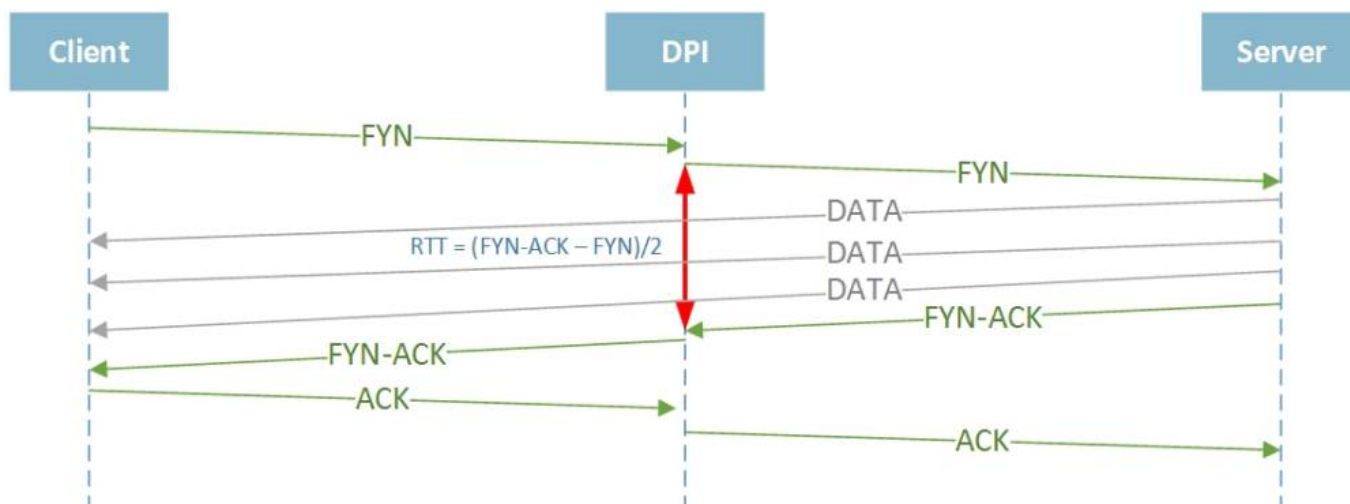 Client
DPI
Server
FYN
FYN
DATA
RTT = (FYN-ACK – FYN)/2
DATA
DATA
FYN-ACK
FYN-ACK
ACK
ACK